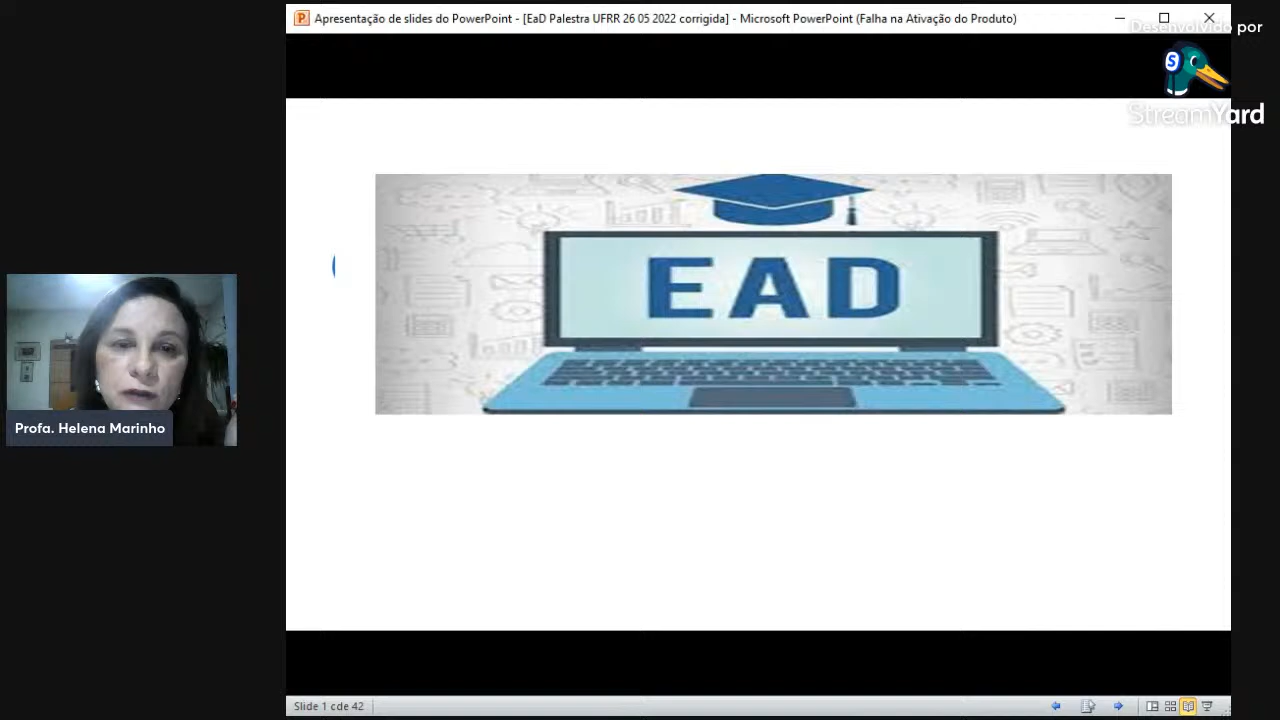 Apresentação de slides do PowerPoint - [EaD Palestra UFRR 26 05 2022 corrigida] - Microsoft PowerPoint (Falha na Ativação do Produto)
Desenvolvido por
S
StreamYard
EAD
Profa. Helena Marinho
Slide 1 cde 42